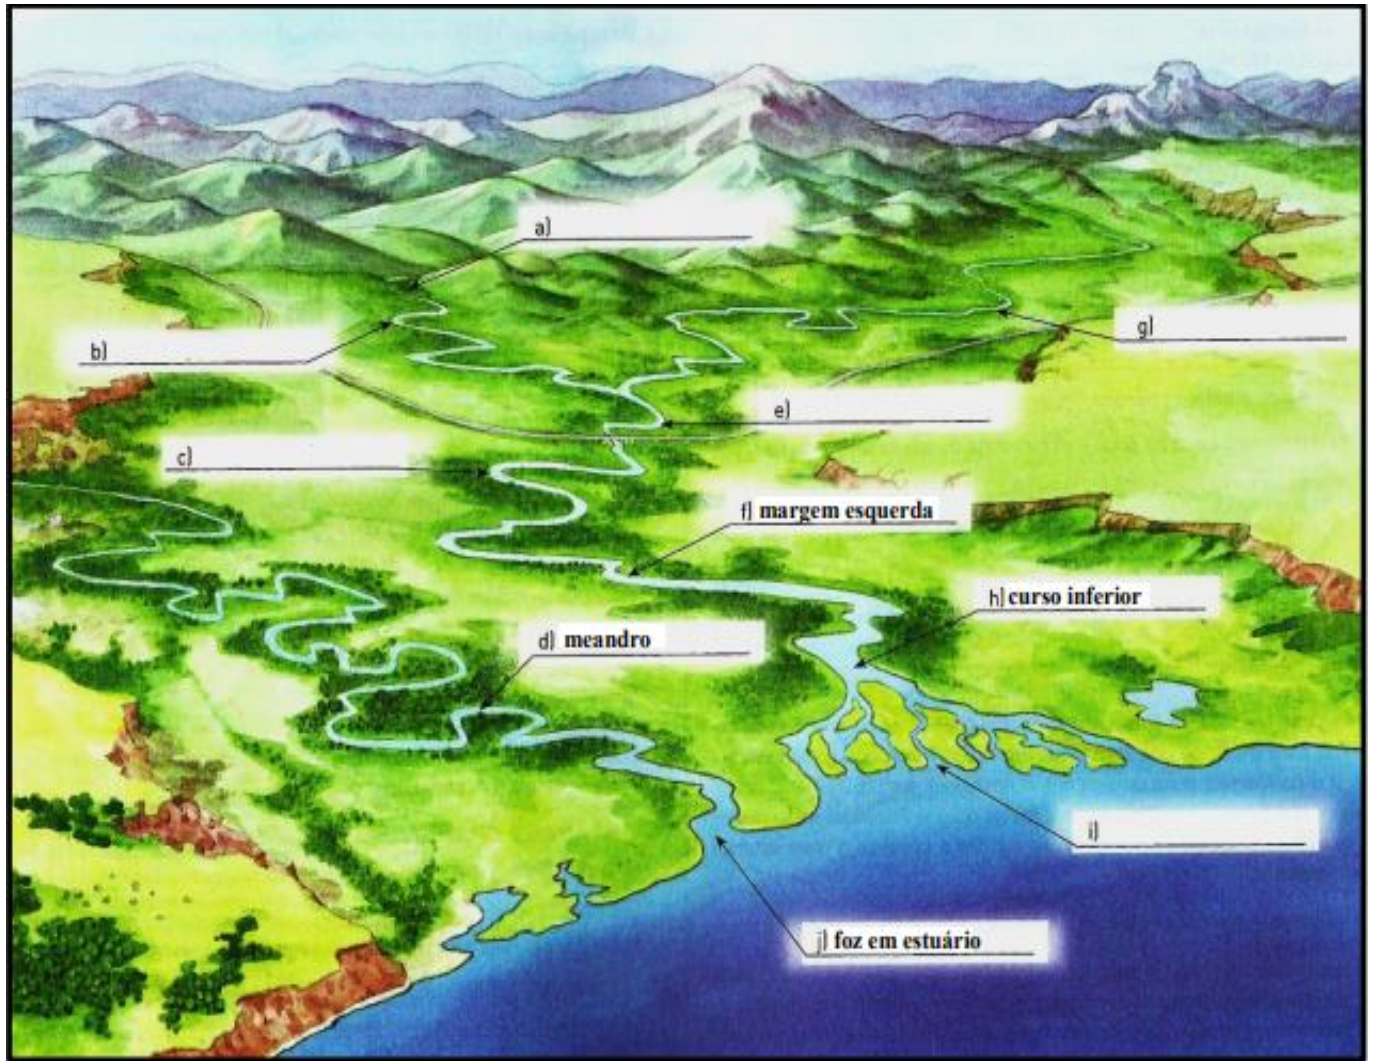 a)
g)
b)
e)
c)
f) margem esquerda
h) curso inferior
d) meandro
i)
j) foz em estuário